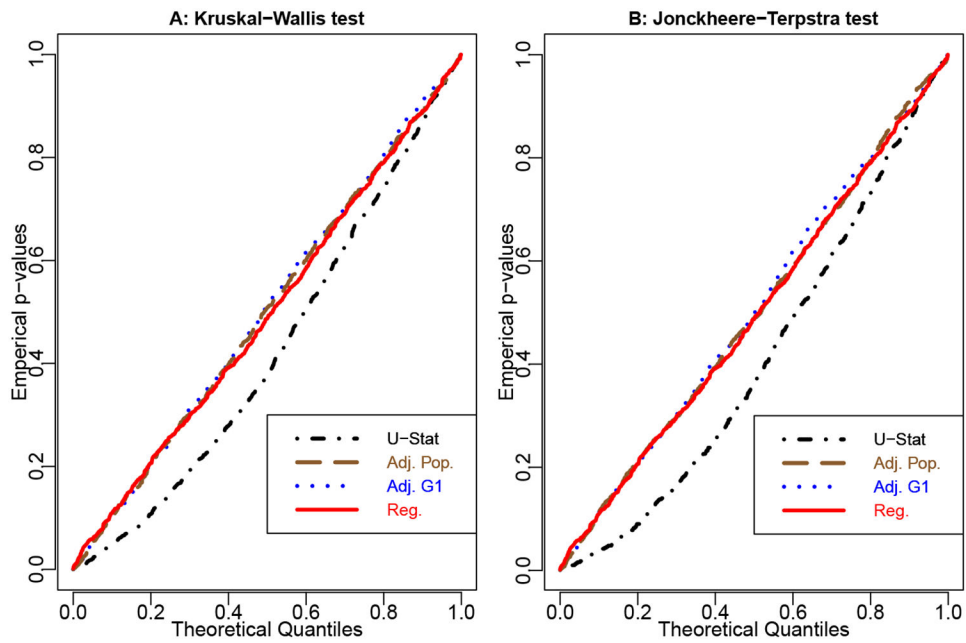 A: Kruskal−Wallis test
Emperical p-values
1.0
0.8
0.6
0.4
0.2
0.0
U−Stat
Adj. Pop.
Adj. G1
Reg.
0.0 0.2 0.4 0.6 0.8 1.0
Theoretical Quantiles
B: Jonckheere−Terpstra test
Emperical p-values
1.0
0.8
0.6
0.4
0.2
0.0
U−Stat
Adj. Pop.
Adj. G1
Reg.
0.0 0.2 0.4 0.6 0.8 1.0
Theoretical Quantiles